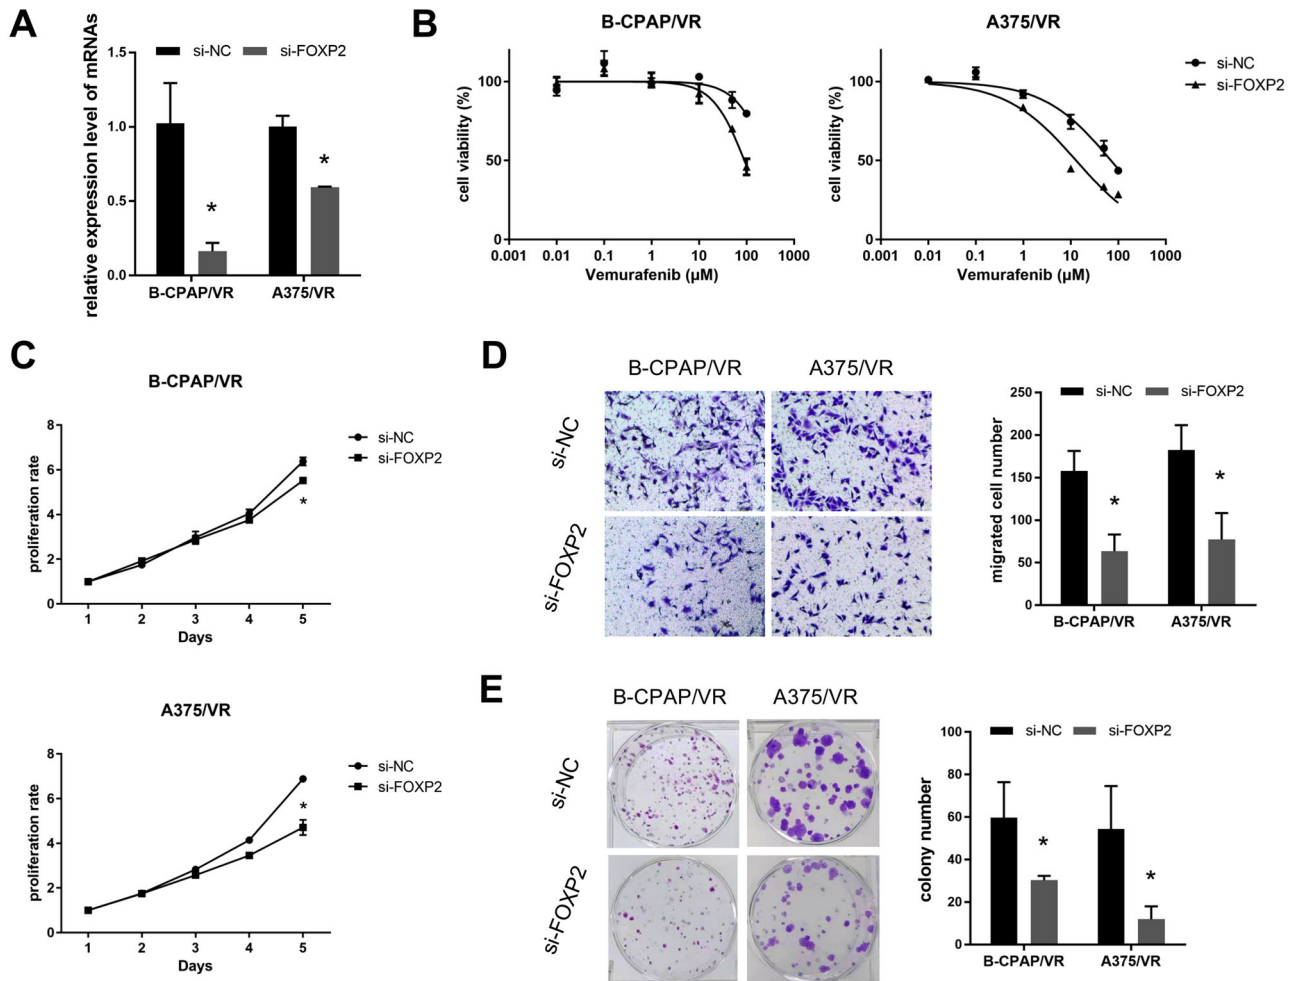 A
si-NC si-FOXP2
relative expression level of mRNAs
1.5
1.0
0.5
0.0
*
*
B-CPAP/VR A375/VR
B
B-CPAP/VR
cell viability (%)
100
50
0
0.001 0.01 0.1 1 10 100 1000
Vemurafenib (µM)
A375/VR
cell viability (%)
100
50
0
0.001 0.01 0.1 1 10 100 1000
Vemurafenib (µM)
si-NC
si-FOXP2
C
B-CPAP/VR
proliferation rate
8
6
4
2
0
*
1 2 3 4 5
Days
si-NC
si-FOXP2
A375/VR
proliferation rate
8
6
4
2
0
*
1 2 3 4 5
Days
si-NC
si-FOXP2
D
B-CPAP/VR A375/VR
si-NC
si-FOXP2
si-NC si-FOXP2
migrated cell number
250
200
150
100
50
0
*
*
B-CPAP/VR A375/VR
E
B-CPAP/VR A375/VR
si-NC
si-FOXP2
si-NC si-FOXP2
colony number
100
80
60
40
20
0
*
*
B-CPAP/VR A375/VR